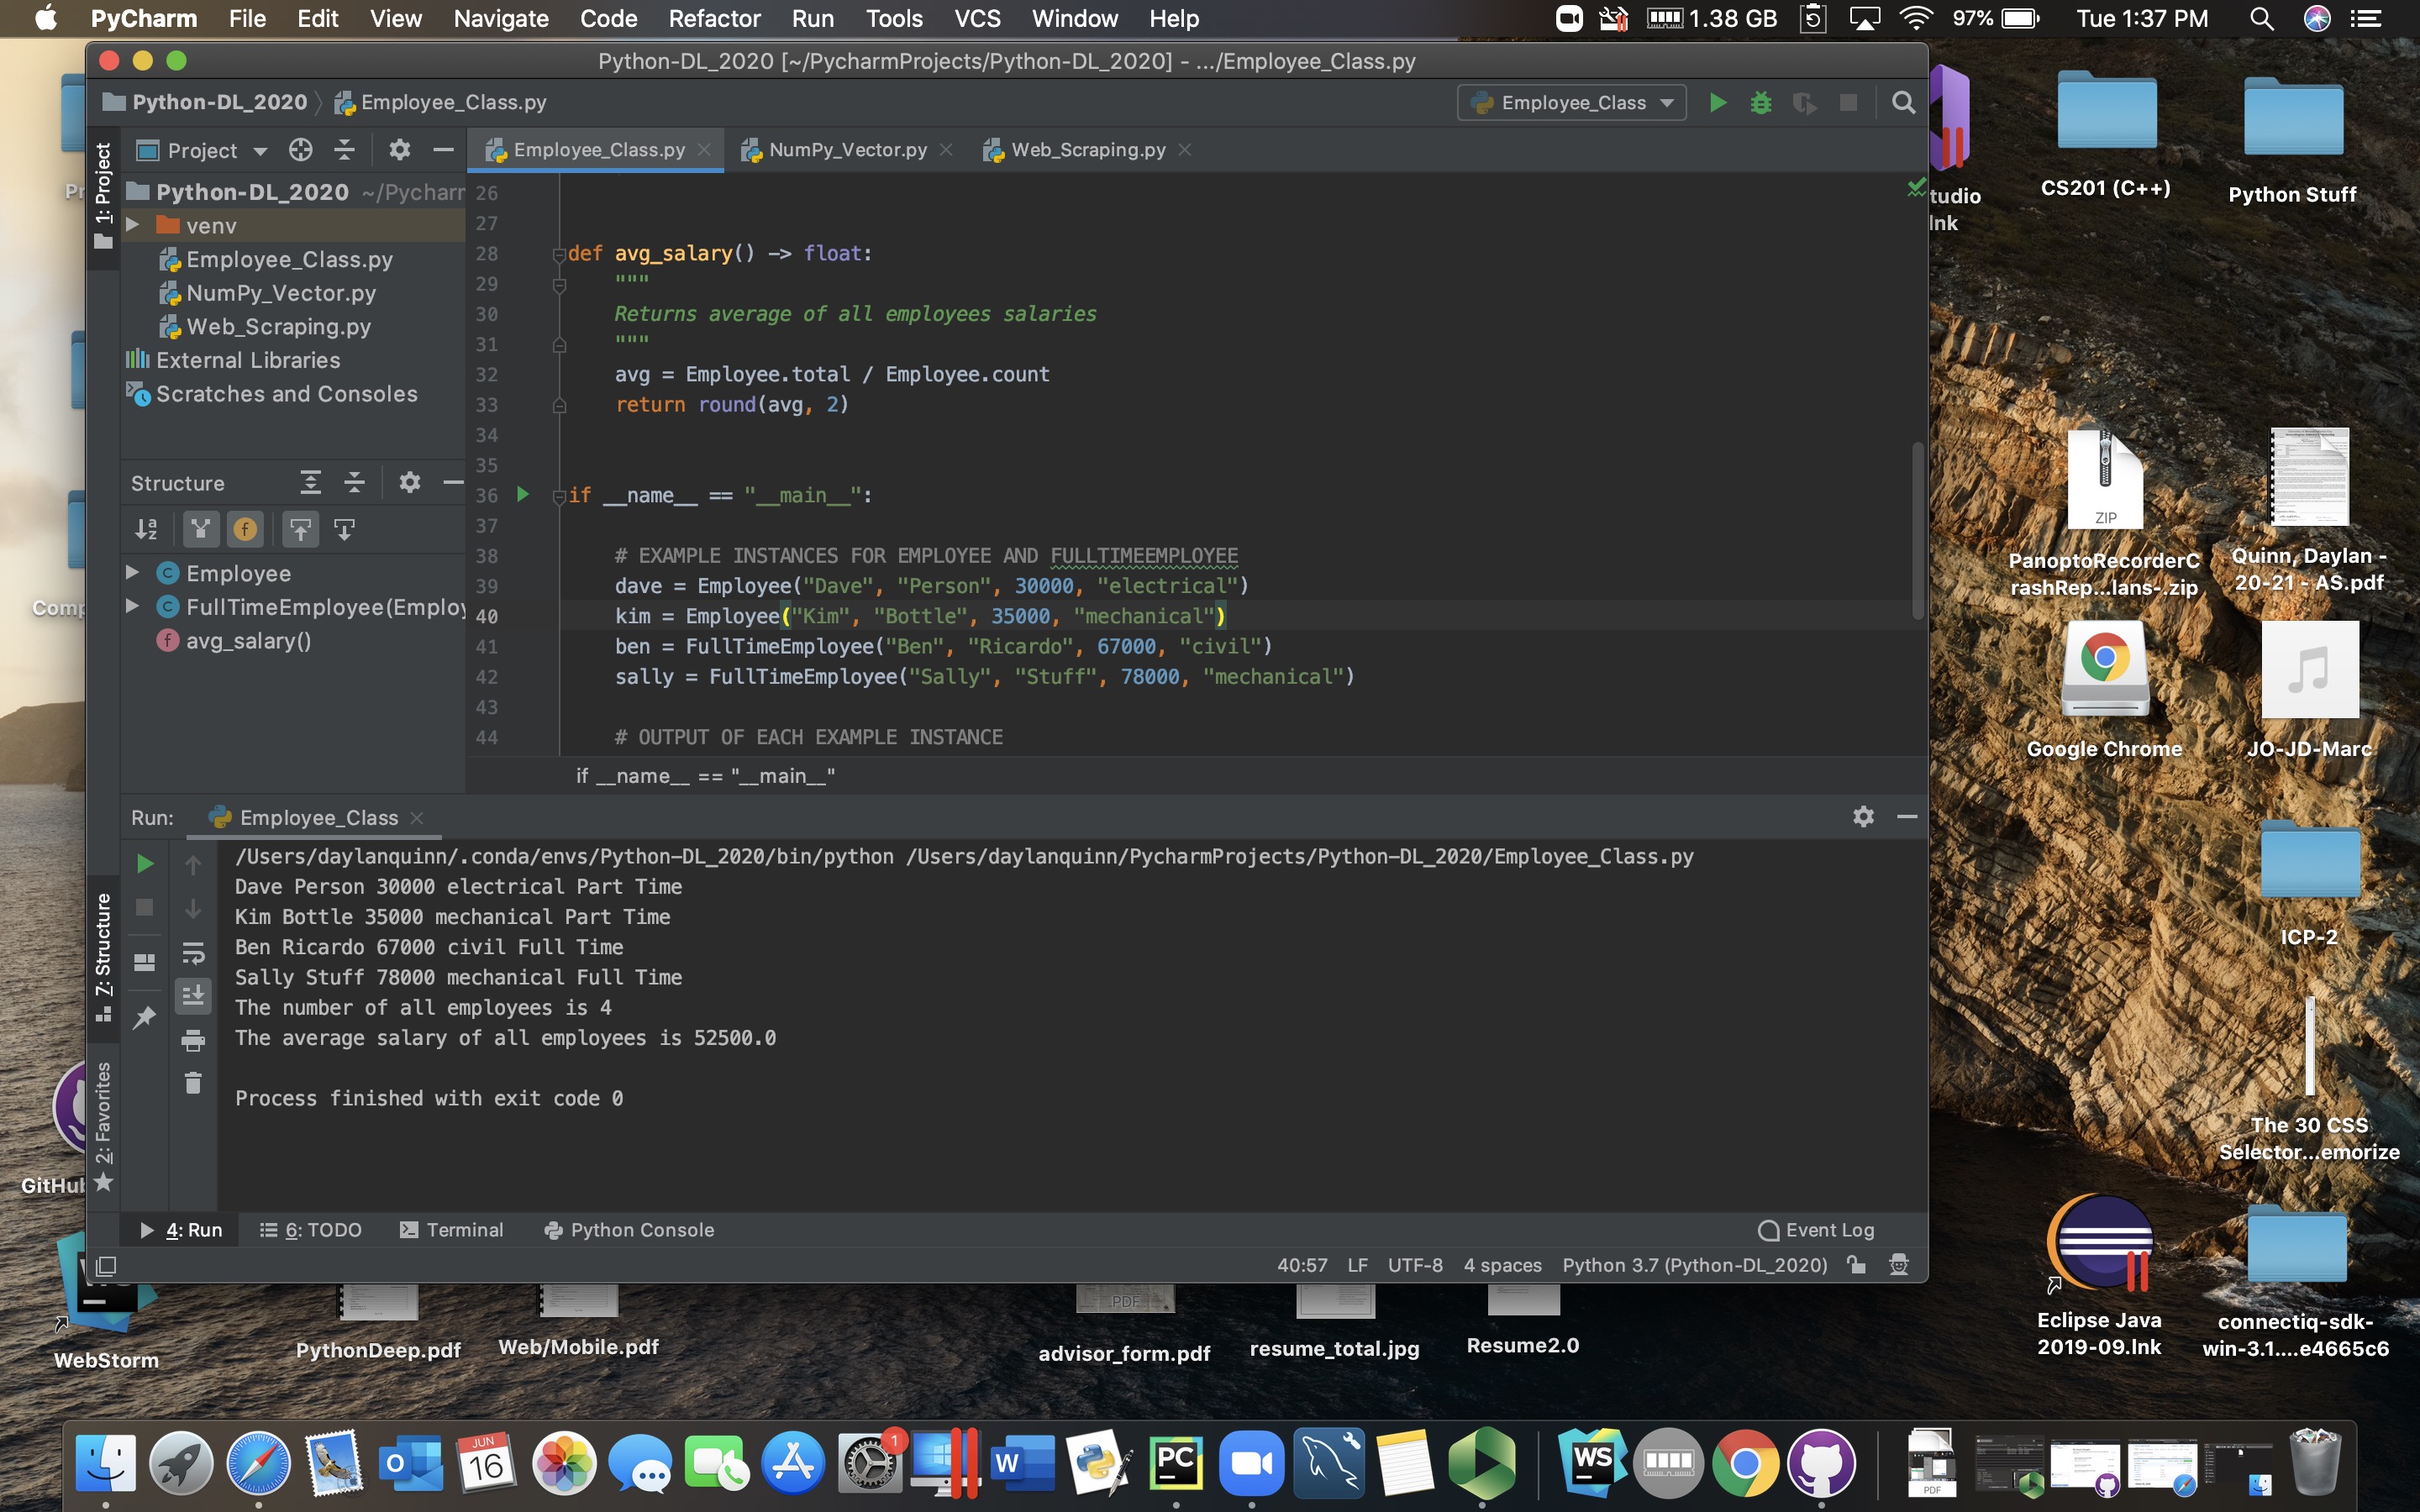 PyCharm File Edit View Navigate Code Refactor Run Tools VCS Window Help 1.38 GB 97% Tue 1:37 PM
Python-DL_2020 [~/PycharmProjects/Python-DL_2020] - .../Employee_Class.py
Python-DL_2020 Employee_Class.py Employee_Class
1: Project
Project
Employee_Class.py NumPy_Vector.py Web_Scraping.py
Python-DL_2020 ~/Pycharm
venv
Employee_Class.py
NumPy_Vector.py
Web_Scraping.py
External Libraries
Scratches and Consoles
Structure
Employee
FullTimeEmployee(Employ
avg_salary()
26
27
28 def avg_salary() -> float:
29 """
30 Returns average of all employees salaries
31 """
32 avg = Employee.total / Employee.count
33 return round(avg, 2)
34
35
36 if __name__ == "__main__":
37
38 # EXAMPLE INSTANCES FOR EMPLOYEE AND FULLTIMEEMPLOYEE
39 dave = Employee("Dave", "Person", 30000, "electrical")
40 kim = Employee("Kim", "Bottle", 35000, "mechanical")
41 ben = FullTimeEmployee("Ben", "Ricardo", 67000, "civil")
42 sally = FullTimeEmployee("Sally", "Stuff", 78000, "mechanical")
43
44 # OUTPUT OF EACH EXAMPLE INSTANCE
if __name__ == "__main__"
Run: Employee_Class
/Users/daylanquinn/.conda/envs/Python-DL_2020/bin/python /Users/daylanquinn/PycharmProjects/Python-DL_2020/Employee_Class.py
Dave Person 30000 electrical Part Time
Kim Bottle 35000 mechanical Part Time
Ben Ricardo 67000 civil Full Time
Sally Stuff 78000 mechanical Full Time
The number of all employees is 4
The average salary of all employees is 52500.0
Process finished with exit code 0
7: Structure
2: Favorites
4: Run 6: TODO Terminal Python Console Event Log
40:57 LF UTF-8 4 spaces Python 3.7 (Python-DL_2020)
Pr
Comp
GitHub
WebStorm
PythonDeep.pdf
Web/Mobile.pdf
PDF
advisor_form.pdf
resume_total.jpg
Resume2.0
tudio
lnk
CS201 (C++)
Python Stuff
ZIP
PanoptoRecorderC
rashRep...lans-.zip
Quinn, Daylan -
20-21 - AS.pdf
Google Chrome
JO-JD-Marc
ICP-2
The 30 CSS
Selector...emorize
Eclipse Java
2019-09.lnk
connectiq-sdk-
win-3.1....e4665c6
JUN
16
1
W
PC
WS
PDF